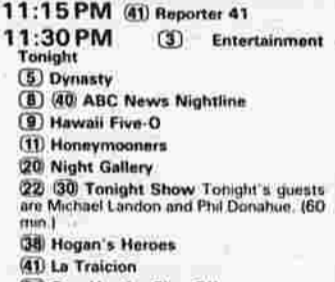 11:15 PM (41) Reporter 41
11:30 PM (3) Entertainment
Tonight
(5) Dynasty
(8) (40) ABC News Nightline
(9) Hawaii Five-O
(11) Honeymooners
(20) Night Gallery
(22) (30) Tonight Show Tonight's guests
are Michael Landon and Phil Donahue. (60
min.)
(38) Hogan's Heroes
(41) La Traicion